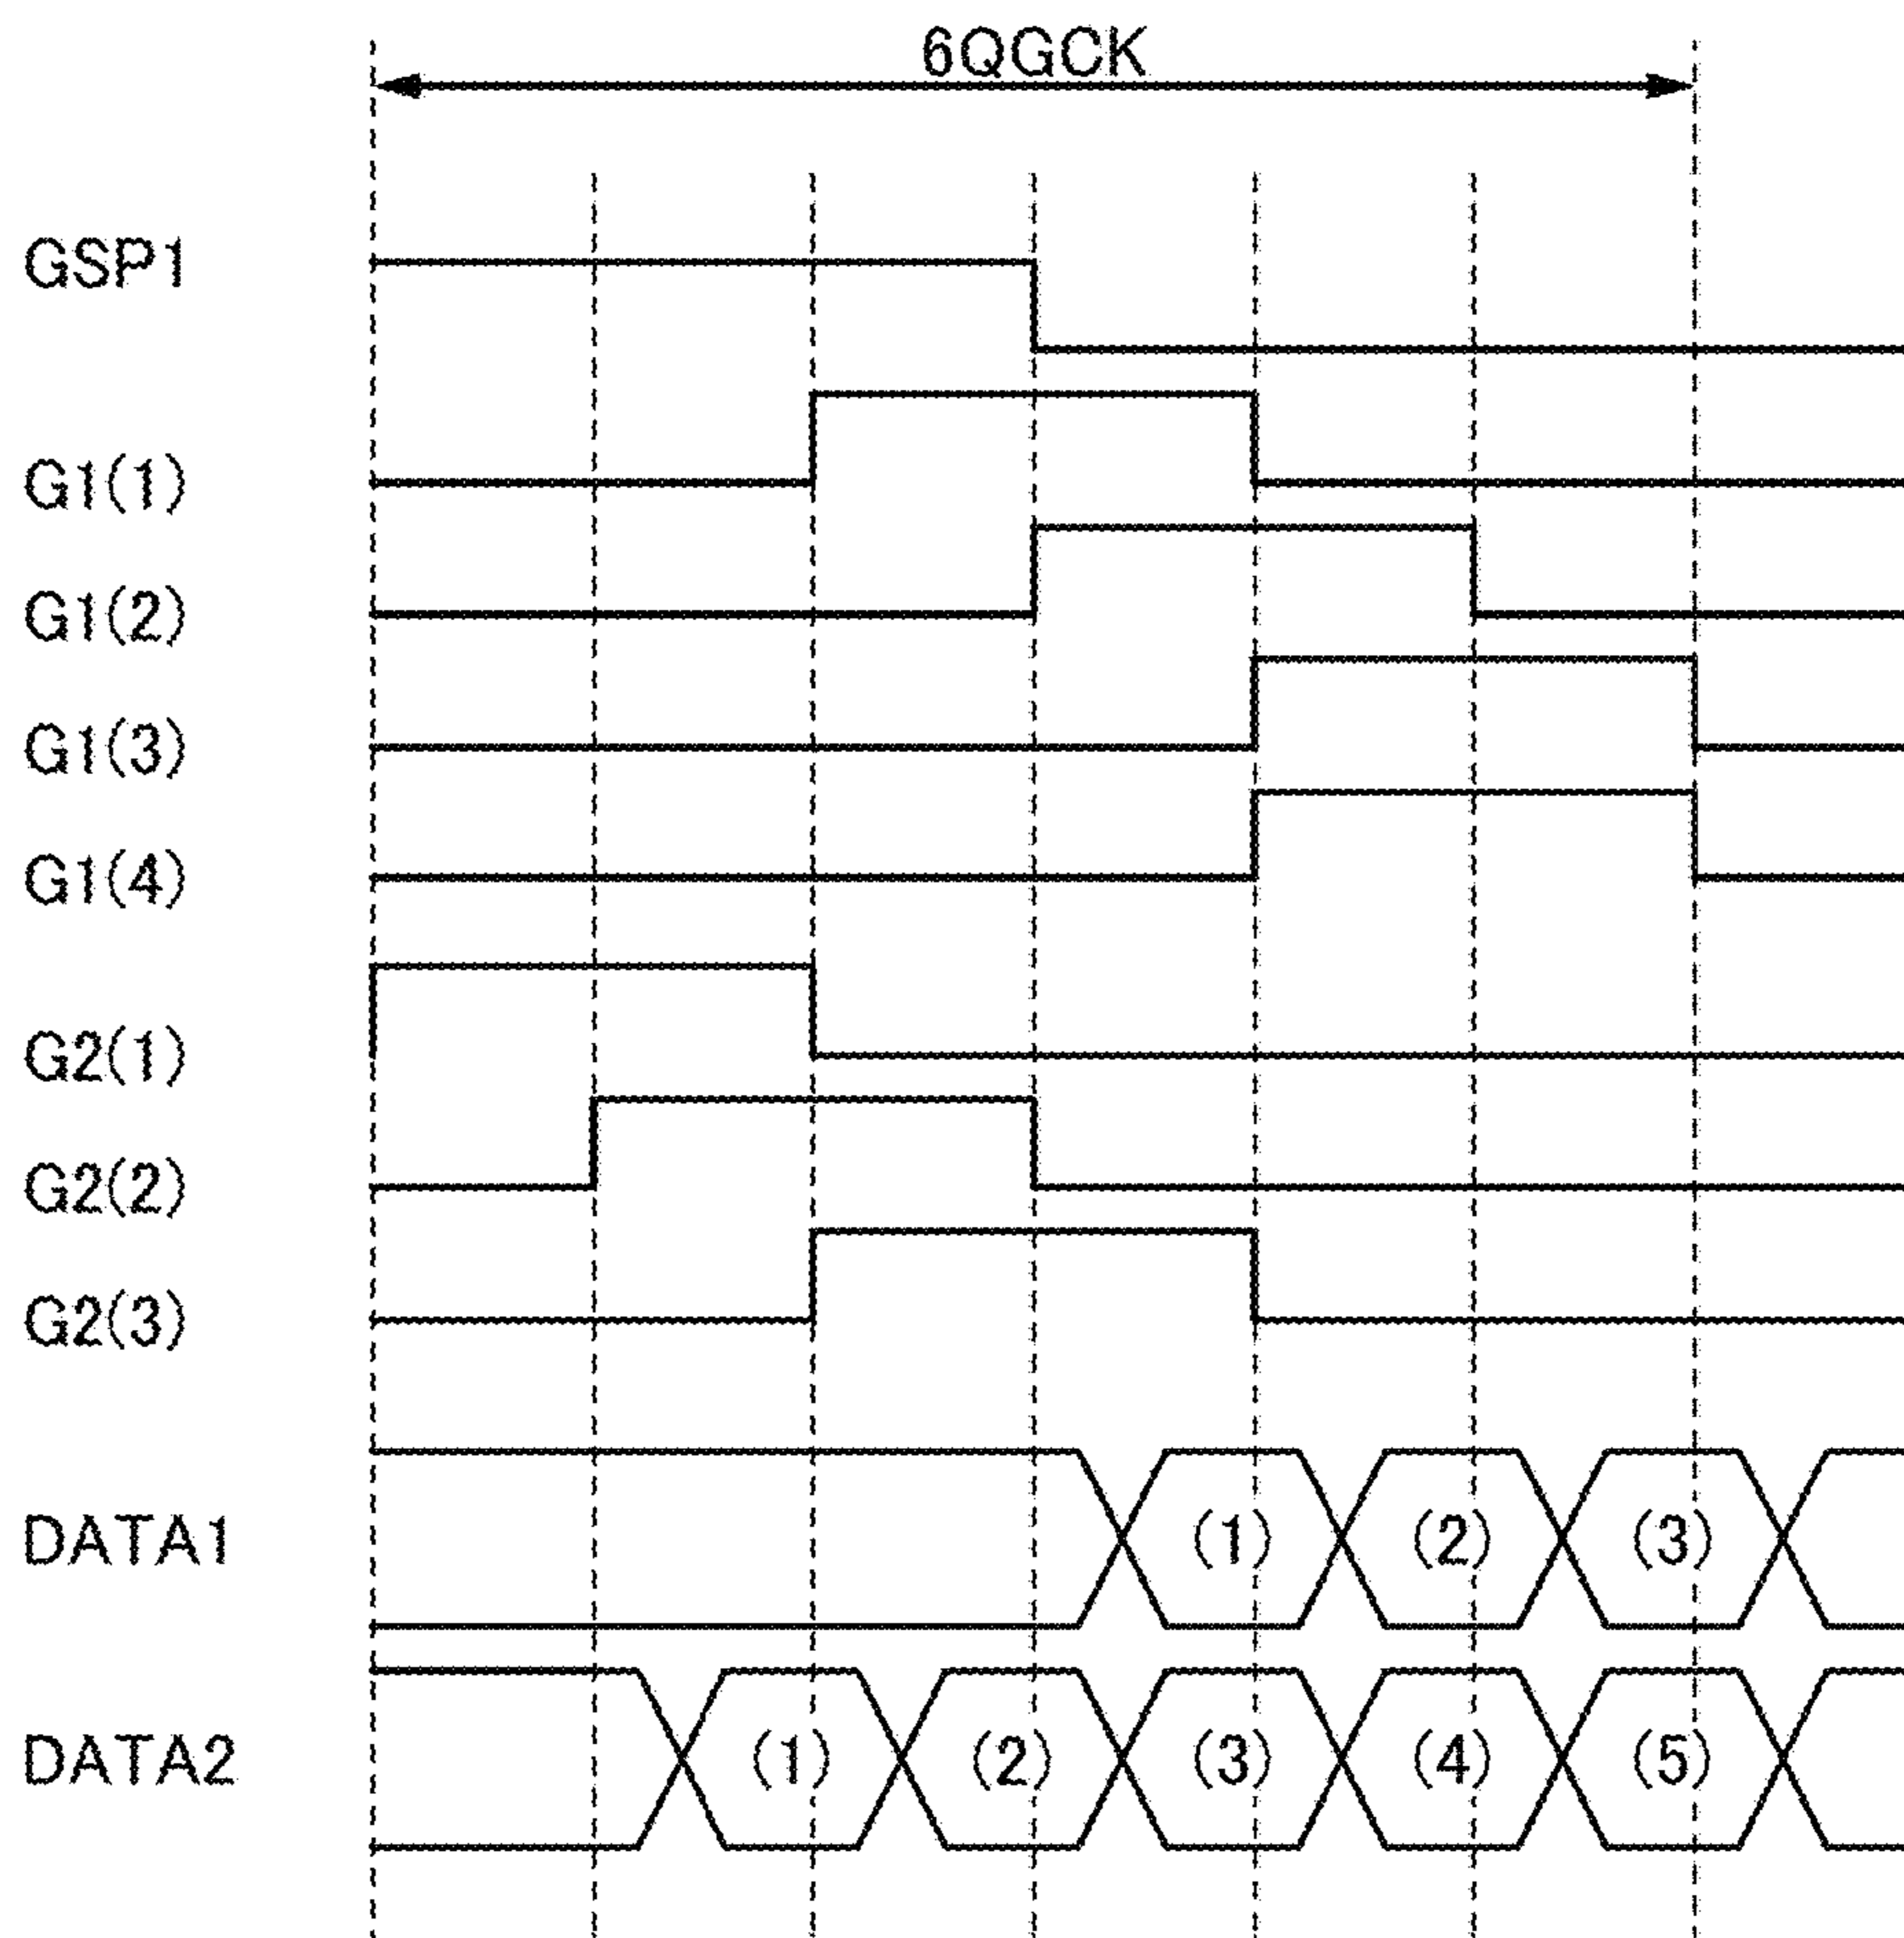 6QGCK
GSP1
G1(1)
G1(2)
G1(3)
G1(4)
G2(1)
G2(2)
G2(3)
DATA1 (1) (2) (3)
DATA2 (1) (2) (3) (4) (5)